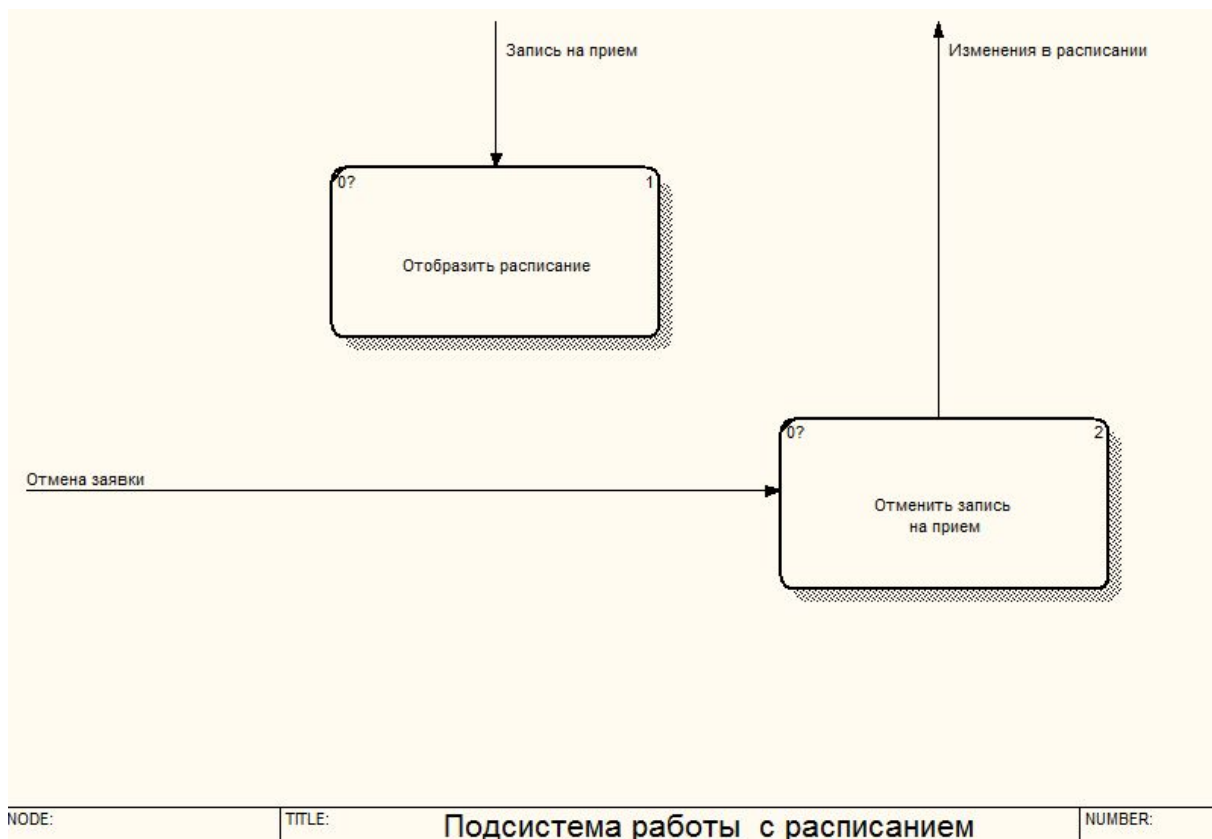 Запись на прием
Изменения в расписании
0? 1
Отобразить расписание
0? 2
Отмена заявки
Отменить запись
на прием
NODE:
TITLE:
Подсистема работы с расписанием
NUMBER: